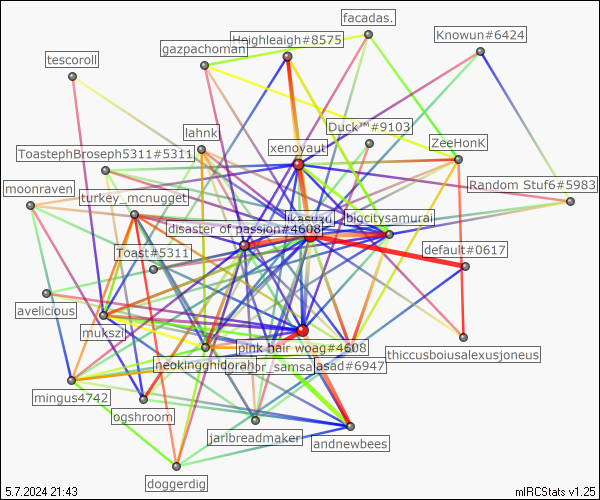 facadas.
Heighleaigh#8575
Knowun#6424
gazpachoman
tescoroll
Duck™#9103
lahnk
xenoyaut
ZeeHonK
ToastephBroseph5311#5311
moonraven
Random Stuf6#5983
turkey_mcnugget
likasuzu
bigcitysamurai
disaster of passion#4608
default#0617
Toast#5311
avelicious
mukszi
pink hair woag#4608
thiccusboiusalexusjoneus
neokingghidorah
asad#6947
mingus4742
ogshroom
jarlbreadmaker
andnewbees
doggerdig
5.7.2024 21:43
mIRCStats v1.25